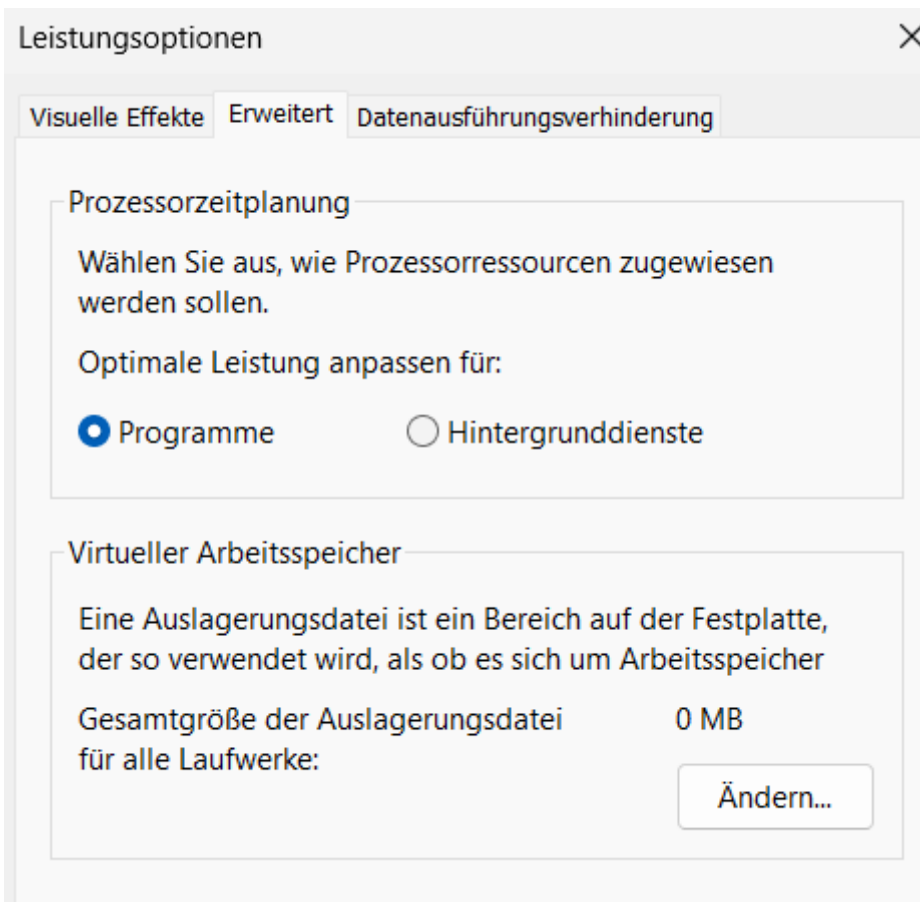 Leistungsoptionen
Visuelle Effekte Erweitert Datenausführungsverhinderung
Prozessorzeitplanung
Wählen Sie aus, wie Prozessorressourcen zugewiesen
werden sollen.
Optimale Leistung anpassen für:
Programme Hintergrunddienste
Virtueller Arbeitsspeicher
Eine Auslagerungsdatei ist ein Bereich auf der Festplatte,
der so verwendet wird, als ob es sich um Arbeitsspeicher
Gesamtgröße der Auslagerungsdatei 0 MB
für alle Laufwerke:
Ändern...